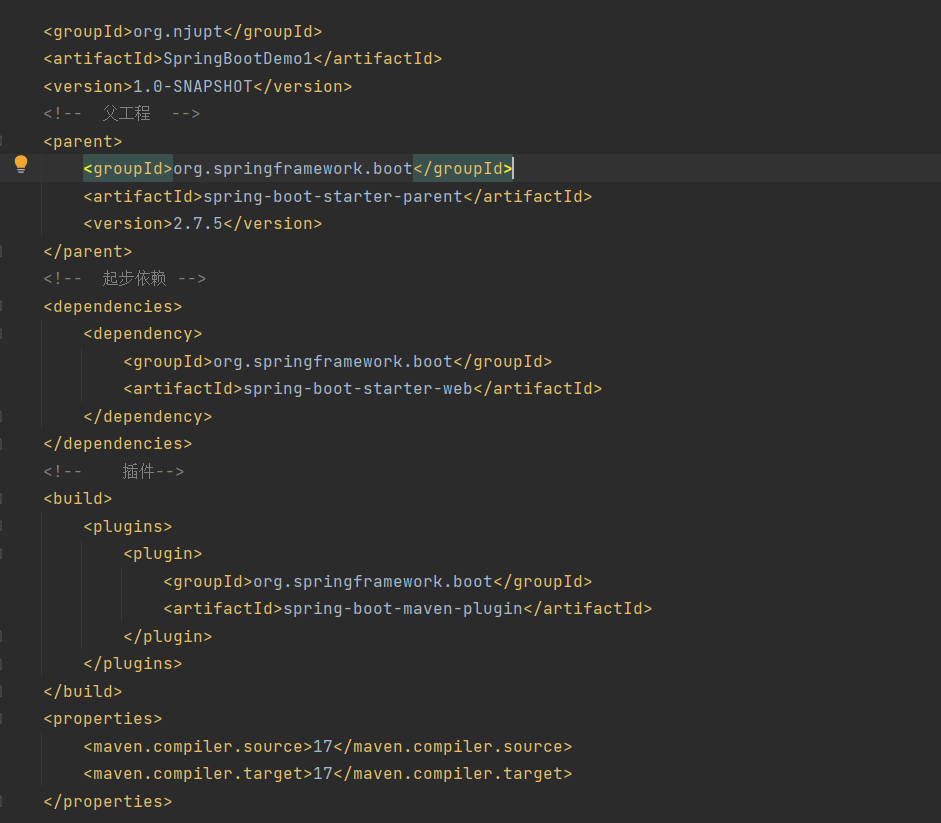 <groupId>org.njupt</groupId>
<artifactId>SpringBootDemo1</artifactId>
<version>1.0-SNAPSHOT</version>
<!--  父工程  -->
<parent>
    <groupId>org.springframework.boot</groupId>
    <artifactId>spring-boot-starter-parent</artifactId>
    <version>2.7.5</version>
</parent>
<!--  起步依赖 -->
<dependencies>
    <dependency>
        <groupId>org.springframework.boot</groupId>
        <artifactId>spring-boot-starter-web</artifactId>
    </dependency>
</dependencies>
<!--    插件-->
<build>
    <plugins>
        <plugin>
            <groupId>org.springframework.boot</groupId>
            <artifactId>spring-boot-maven-plugin</artifactId>
        </plugin>
    </plugins>
</build>
<properties>
    <maven.compiler.source>17</maven.compiler.source>
    <maven.compiler.target>17</maven.compiler.target>
</properties>